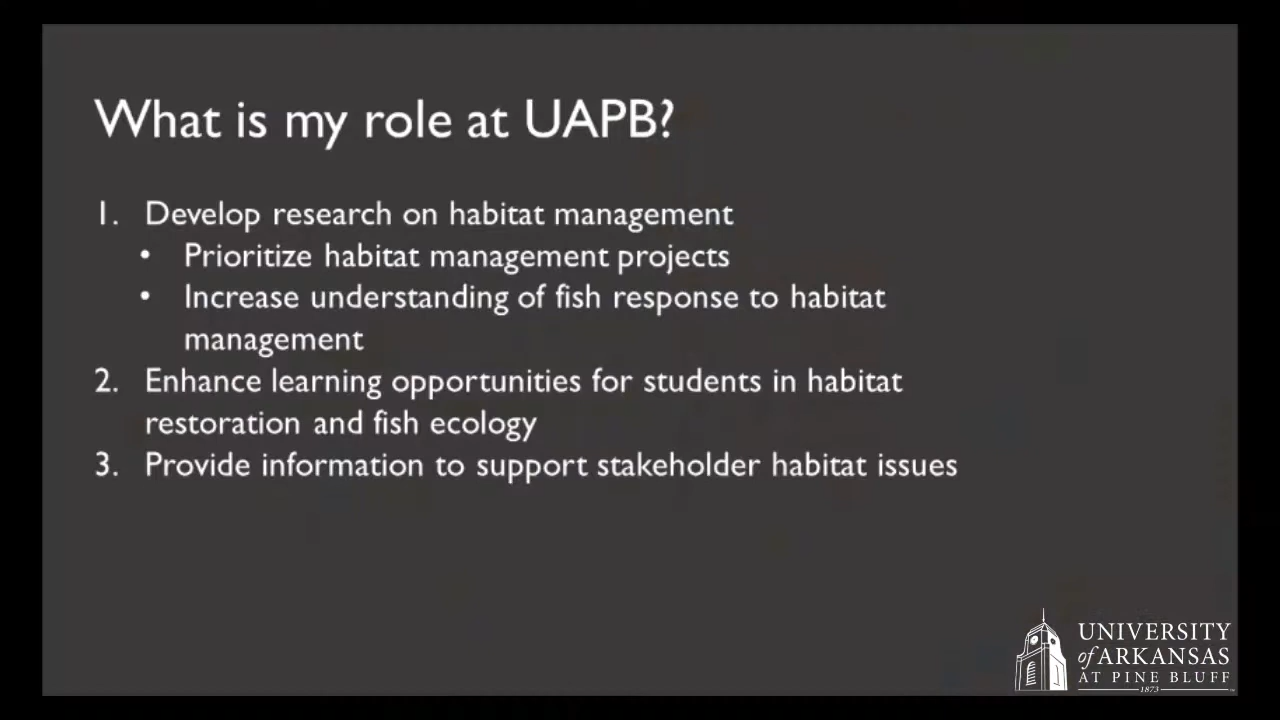 What is my role at UAPB?
1. Develop research on habitat management
• Prioritize habitat management projects
• Increase understanding of fish response to habitat
management
2. Enhance learning opportunities for students in habitat
restoration and fish ecology
3. Provide information to support stakeholder habitat issues
UNIVERSITY
of ARKANSAS
AT PINE BLUFF
1873